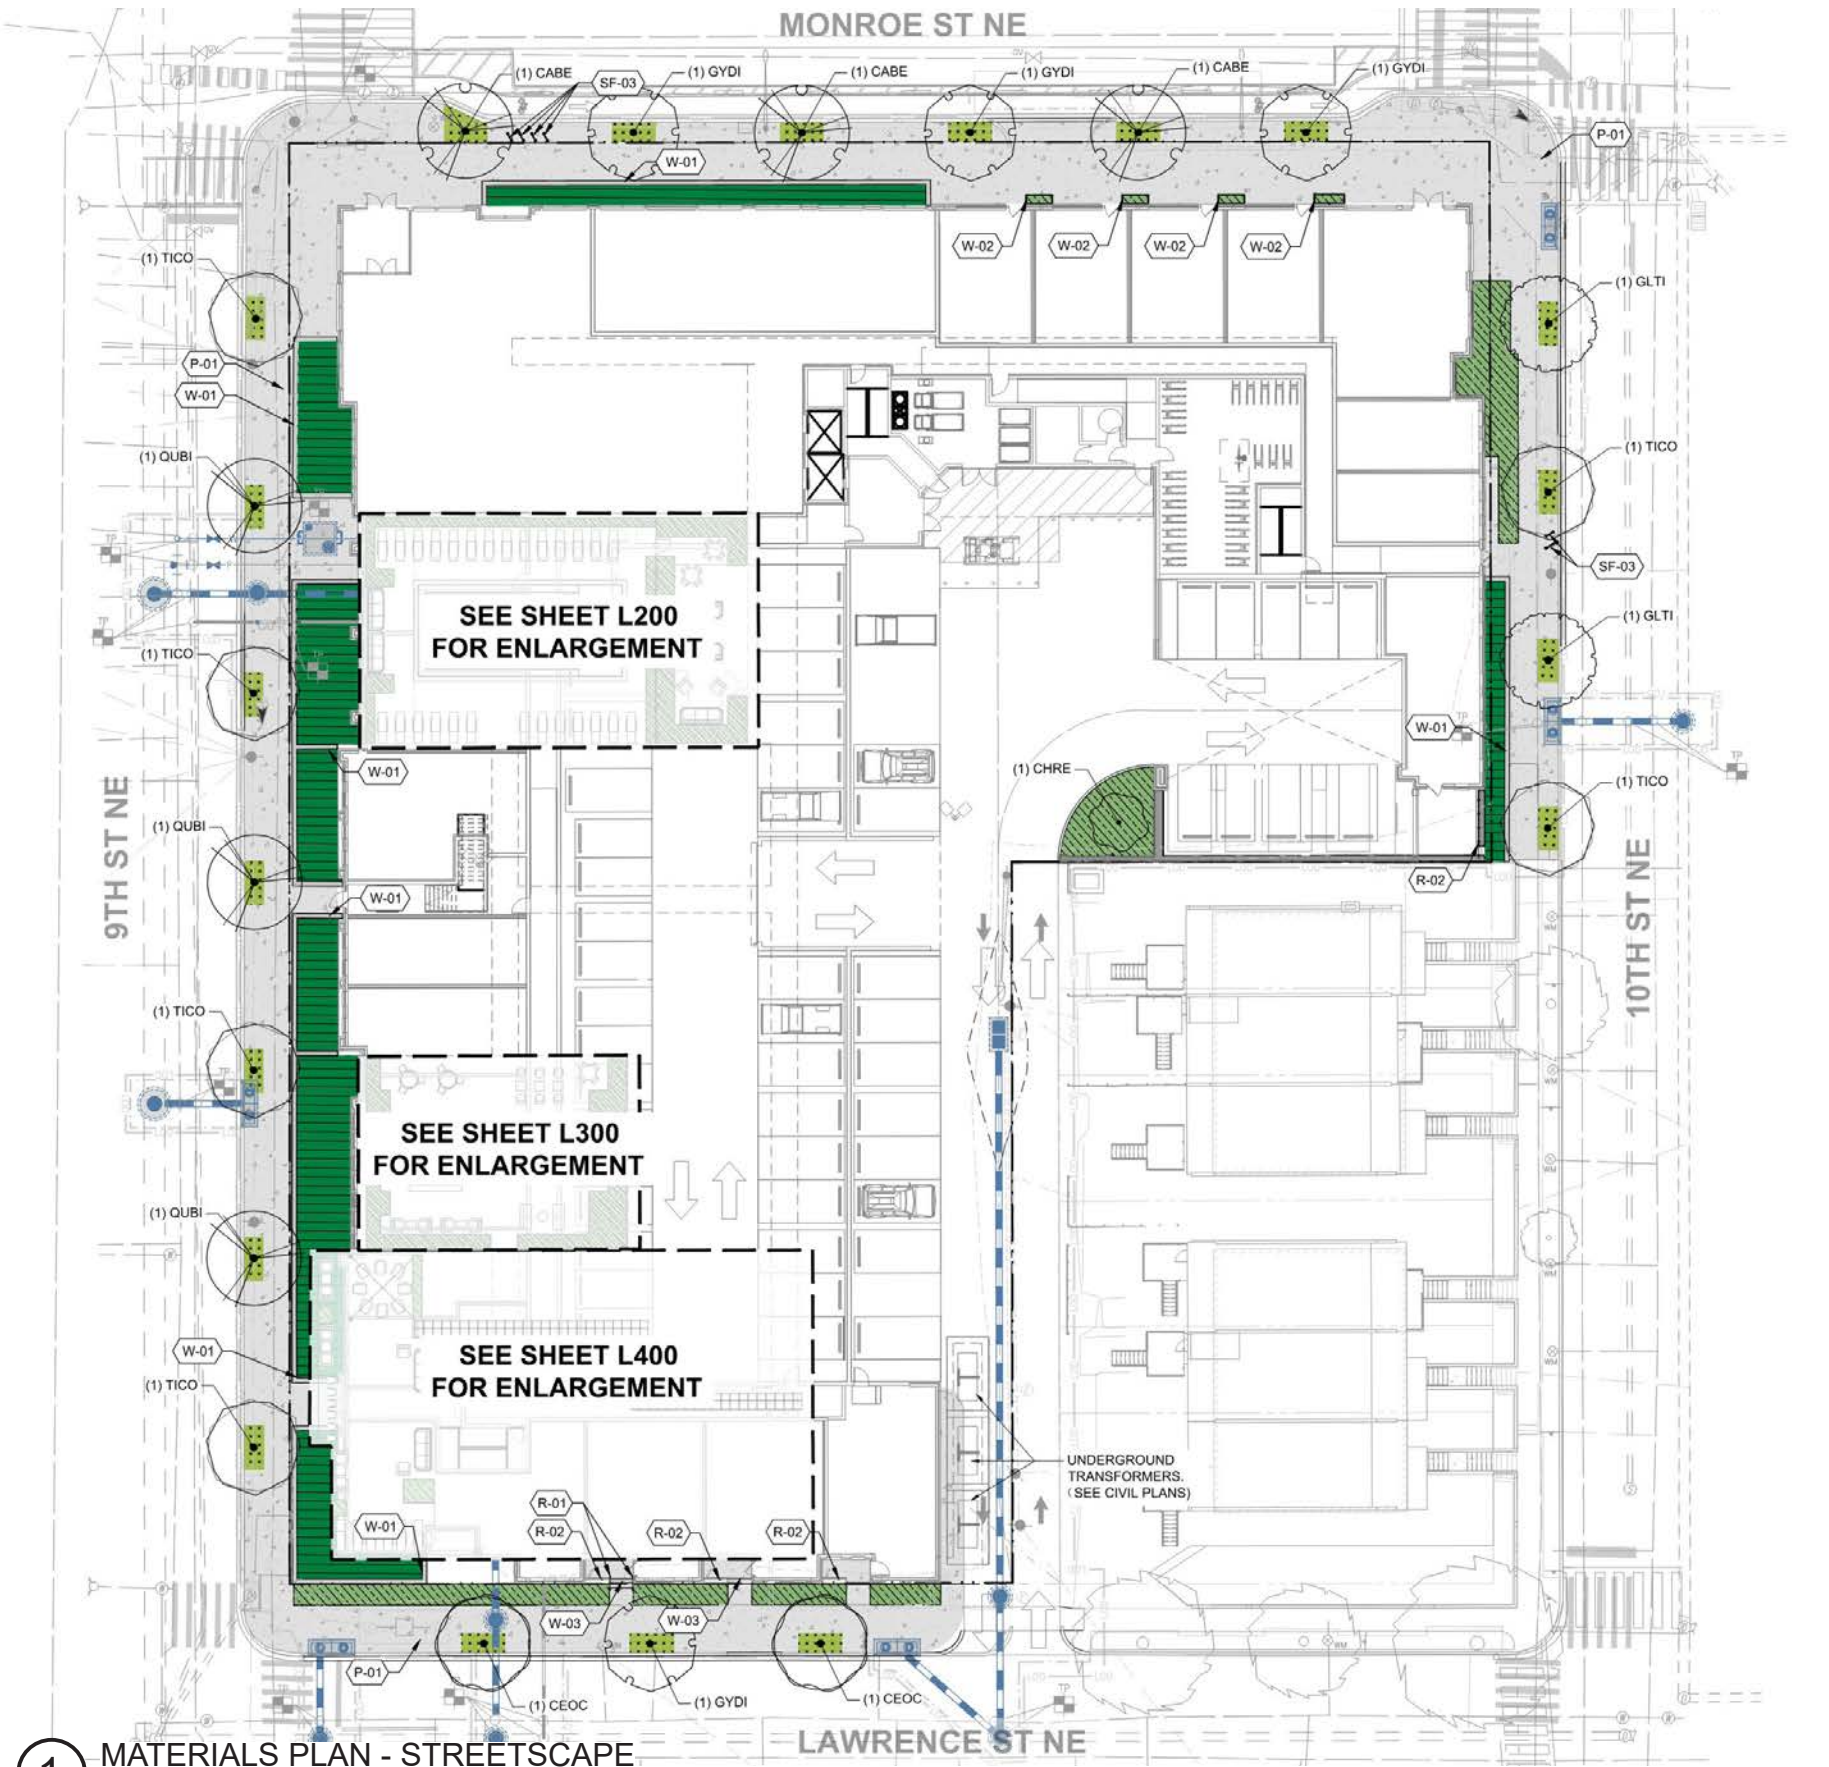 MONROE ST NE
(1) CABE
SF-03
(1) GYDI
(1) CABE
(1) GYDI
(1) CABE
(1) GYDI
P-01
W-01
W-02
W-02
W-02
W-02
(1) TICO
(1) GLTI
P-01
W-01
(1) QUBI
(1) TICO
SF-03
SEE SHEET L200
FOR ENLARGEMENT
(1) GLTI
(1) TICO
W-01
W-01
(1) CHRE
(1) TICO
9TH ST NE
(1) QUBI
W-01
R-02
10TH ST NE
(1) TICO
SEE SHEET L300
FOR ENLARGEMENT
(1) QUBI
W-01
SEE SHEET L400
FOR ENLARGEMENT
(1) TICO
UNDERGROUND
TRANSFORMERS.
(SEE CIVIL PLANS)
R-01
W-01
R-02
R-02
R-02
W-03
W-03
P-01
(1) CEOC
(1) GYDI
(1) CEOC
LAWRENCE ST NE
1
MATERIALS PLAN - STREETSCAPE